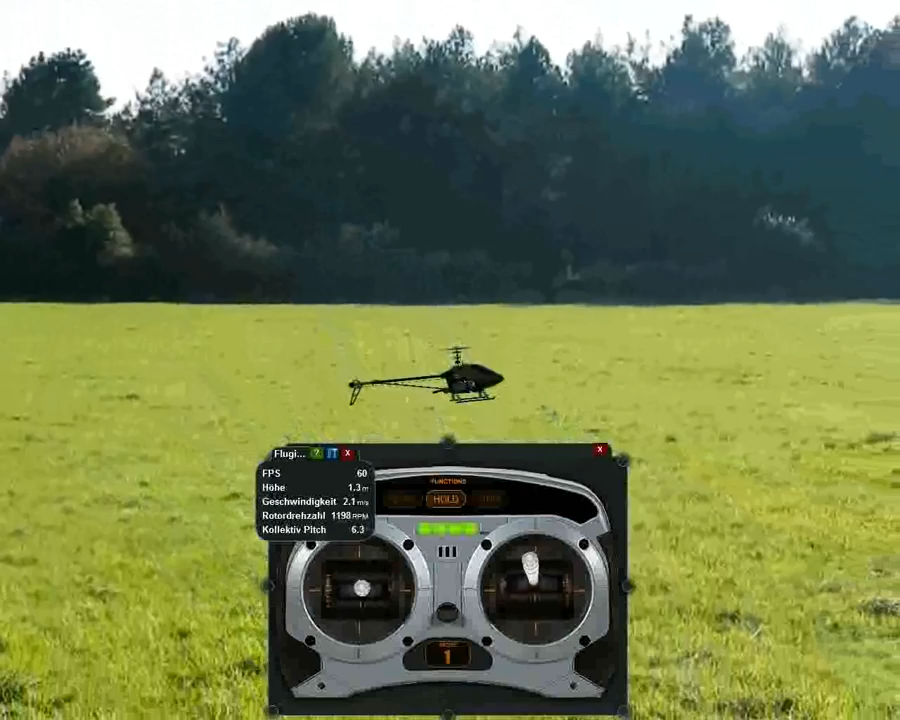 Flugi... ? X
X
FPS 60
Höhe 1.3 m
Geschwindigkeit 2.1 m/s
Rotordrehzahl 1198 RPM
Kollektiv Pitch 6.3
FUNCTIONS
HOLD
MODE
1